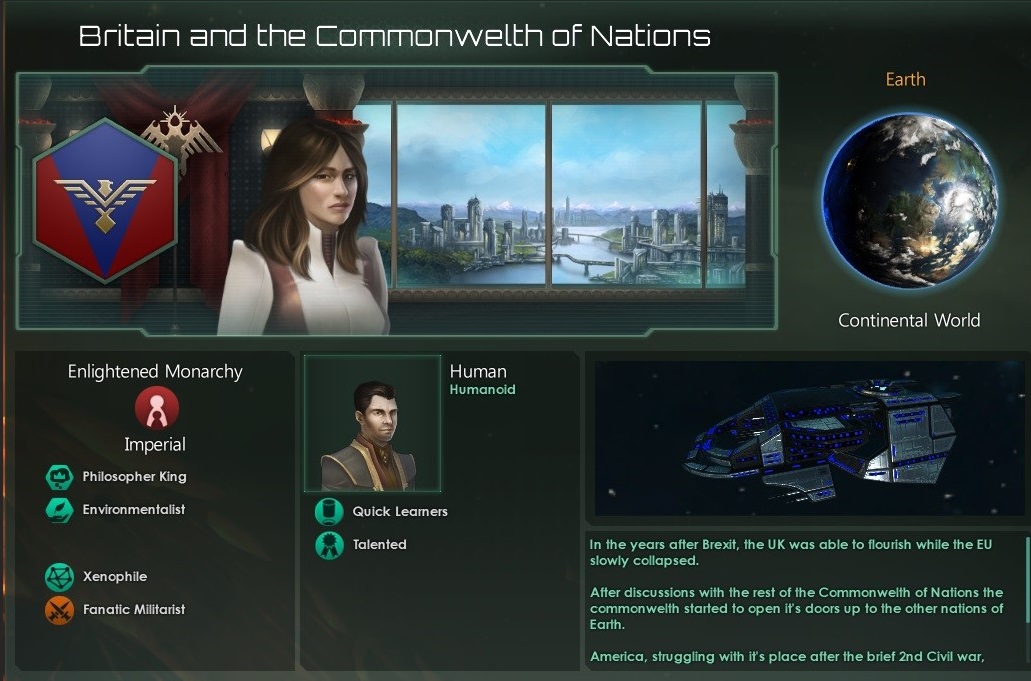 Britain and the Commonwelth of Nations
Earth
Continental World
Enlightened Monarchy
Imperial
Philosopher King
Environmentalist
Xenophile
Fanatic Militarist
Human
Humanoid
Quick Learners
Talented
In the years after Brexit, the UK was able to flourish while the EU
slowly collapsed.
After discussions with the rest of the Commonwealth of Nations the
commonwealth started to open it's doors up to the other nations of
Earth.
America, struggling with it's place after the brief 2nd Civil war,